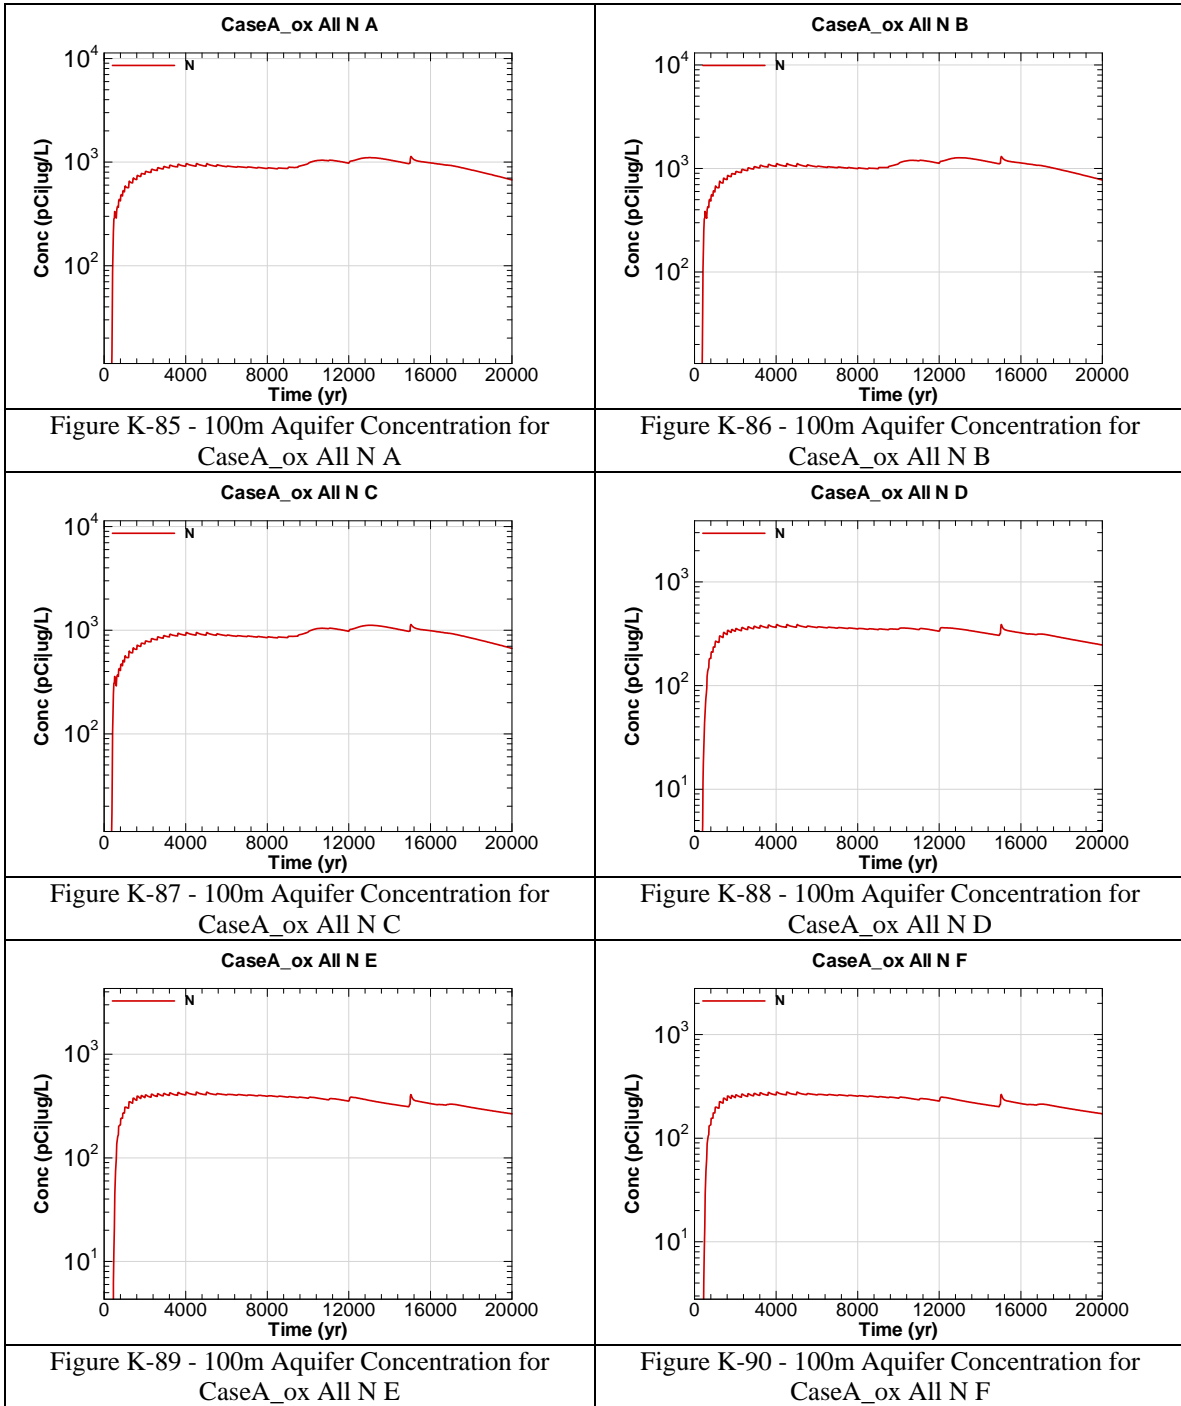 CaseA_ox All N A
10^4
10^3
10^2
Conc (pCi|ug/L)
N
0 4000 8000 12000 16000 20000
Time (yr)
Figure K-85 - 100m Aquifer Concentration for
CaseA_ox All N A
CaseA_ox All N B
10^4
10^3
10^2
Conc (pCi|ug/L)
N
0 4000 8000 12000 16000 20000
Time (yr)
Figure K-86 - 100m Aquifer Concentration for
CaseA_ox All N B
CaseA_ox All N C
10^4
10^3
10^2
Conc (pCi|ug/L)
N
0 4000 8000 12000 16000 20000
Time (yr)
Figure K-87 - 100m Aquifer Concentration for
CaseA_ox All N C
CaseA_ox All N D
10^3
10^2
10^1
Conc (pCi|ug/L)
N
0 4000 8000 12000 16000 20000
Time (yr)
Figure K-88 - 100m Aquifer Concentration for
CaseA_ox All N D
CaseA_ox All N E
10^3
10^2
10^1
Conc (pCi|ug/L)
N
0 4000 8000 12000 16000 20000
Time (yr)
Figure K-89 - 100m Aquifer Concentration for
CaseA_ox All N E
CaseA_ox All N F
10^3
10^2
10^1
Conc (pCi|ug/L)
N
0 4000 8000 12000 16000 20000
Time (yr)
Figure K-90 - 100m Aquifer Concentration for
CaseA_ox All N F